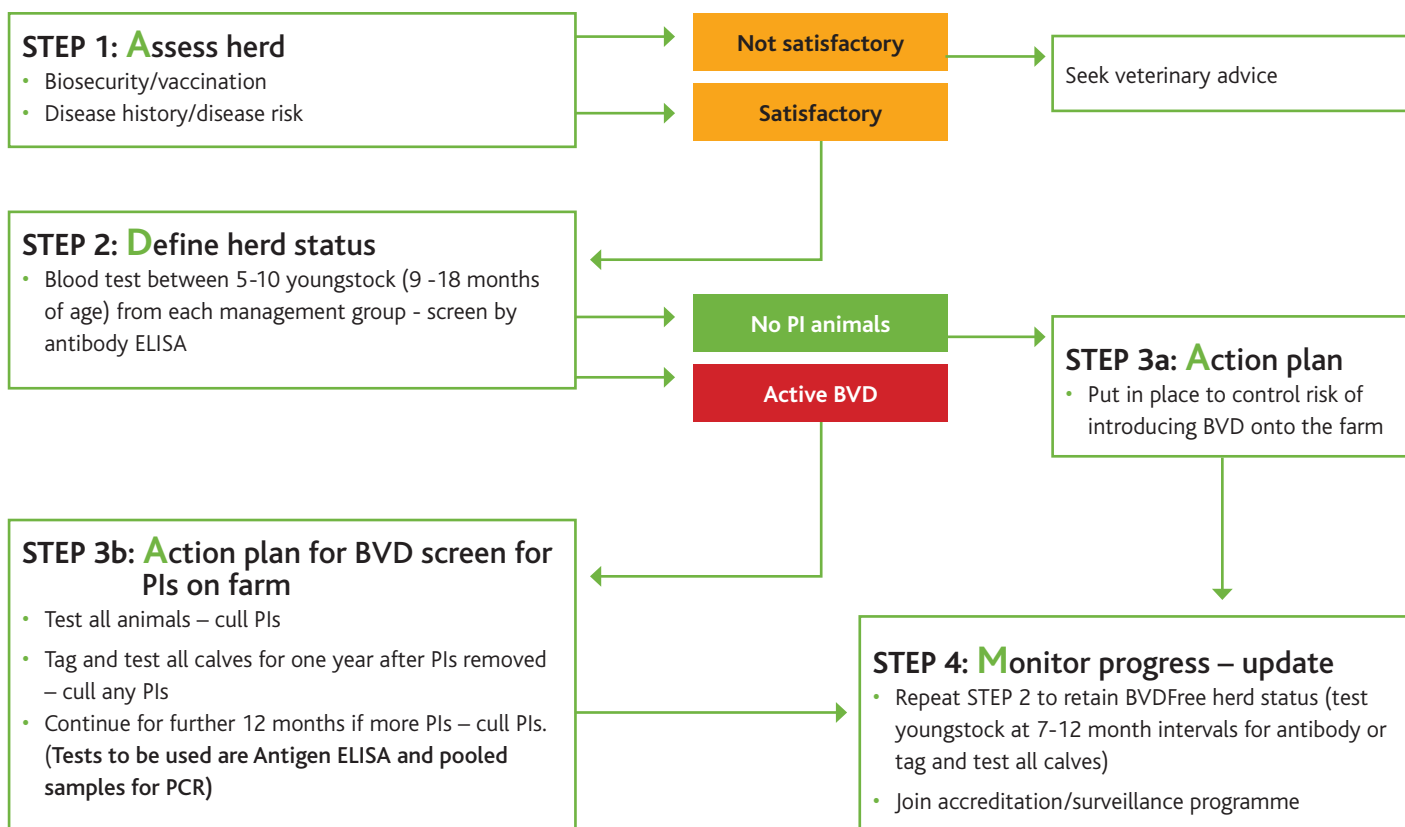 STEP 1: Assess herd
• Biosecurity/vaccination
• Disease history/disease risk
Not satisfactory
Satisfactory
Seek veterinary advice
STEP 2: Define herd status
• Blood test between 5-10 youngstock (9 -18 months
of age) from each management group - screen by
antibody ELISA
No PI animals
Active BVD
STEP 3a: Action plan
• Put in place to control risk of
introducing BVD onto the farm
STEP 3b: Action plan for BVD screen for
PIs on farm
• Test all animals – cull PIs
• Tag and test all calves for one year after PIs removed
– cull any PIs
• Continue for further 12 months if more PIs – cull PIs.
(Tests to be used are Antigen ELISA and pooled
samples for PCR)
STEP 4: Monitor progress – update
• Repeat STEP 2 to retain BVDFree herd status (test
youngstock at 7-12 month intervals for antibody or
tag and test all calves)
• Join accreditation/surveillance programme